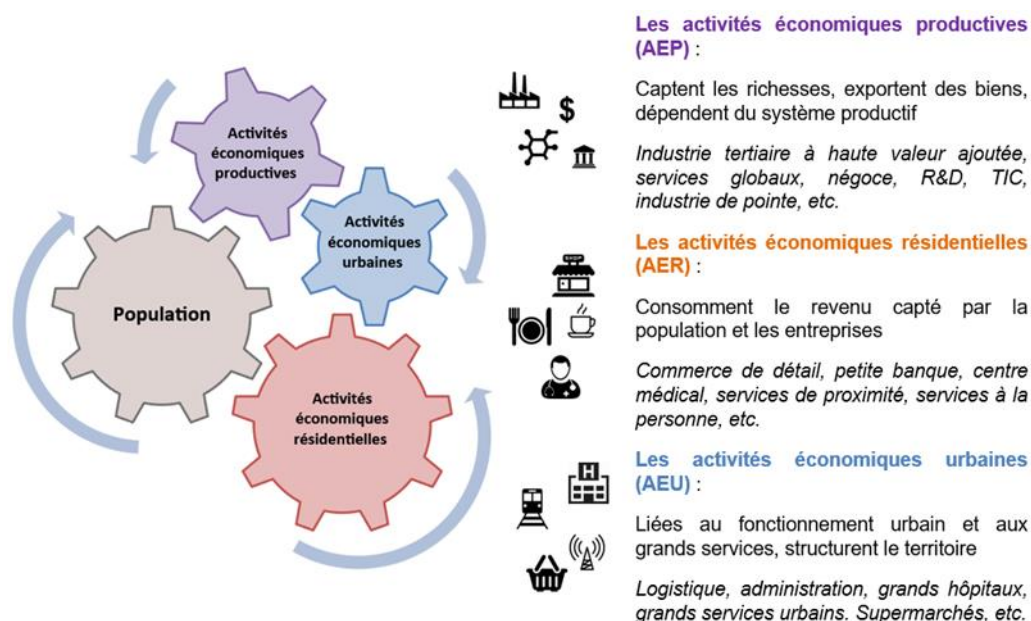 Activités
économiques
productives
Activités
économiques
urbaines
Population
Activités
économiques
résidentielles
$
SHOP
H
Les activités économiques productives
(AEP) :
Captent les richesses, exportent des biens,
dépendent du système productif
Industrie tertiaire à haute valeur ajoutée,
services globaux, négoce, R&D, TIC,
industrie de pointe, etc.
Les activités économiques résidentielles
(AER) :
Consomment le revenu capté par la
population et les entreprises
Commerce de détail, petite banque, centre
médical, services de proximité, services à la
personne, etc.
Les activités économiques urbaines
(AEU) :
Liées au fonctionnement urbain et aux
grands services, structurent le territoire
Logistique, administration, grands hôpitaux,
grands services urbains. Supermarchés, etc.